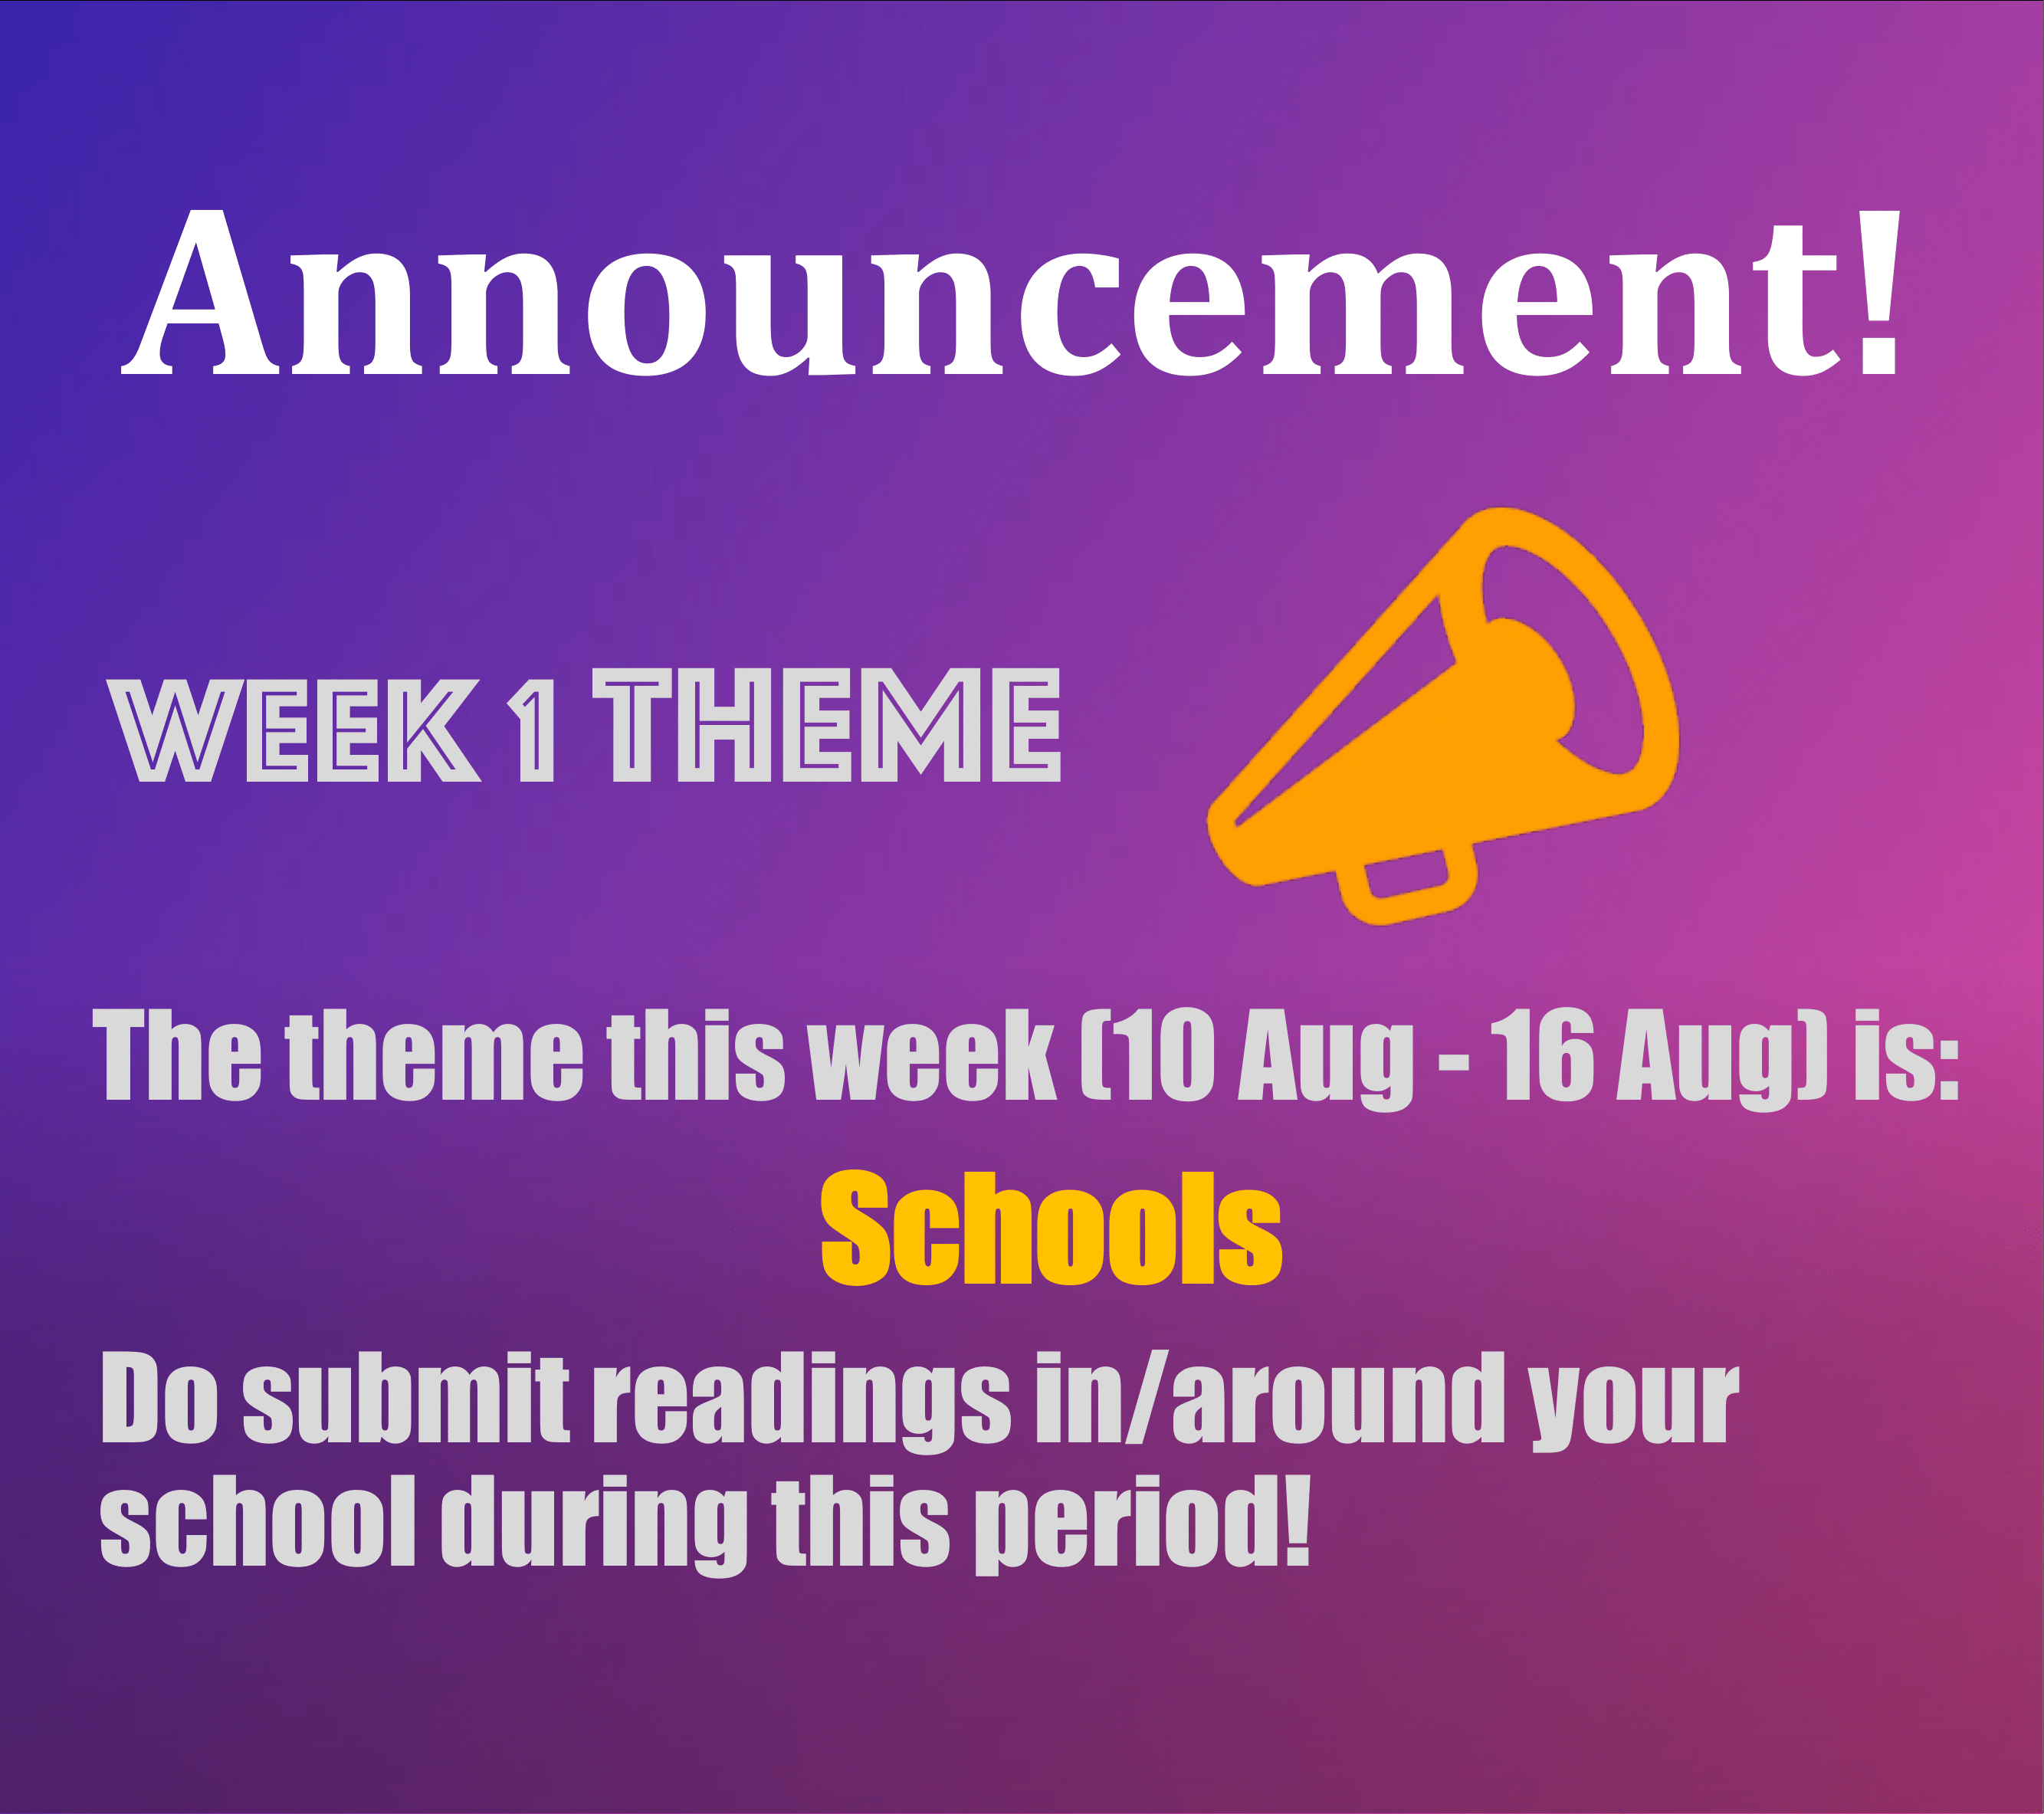 Announcement!
WEEK 1 THEME
The theme this week (10 Aug - 16 Aug) is:
Schools
Do submit readings in/around your
school during this period!